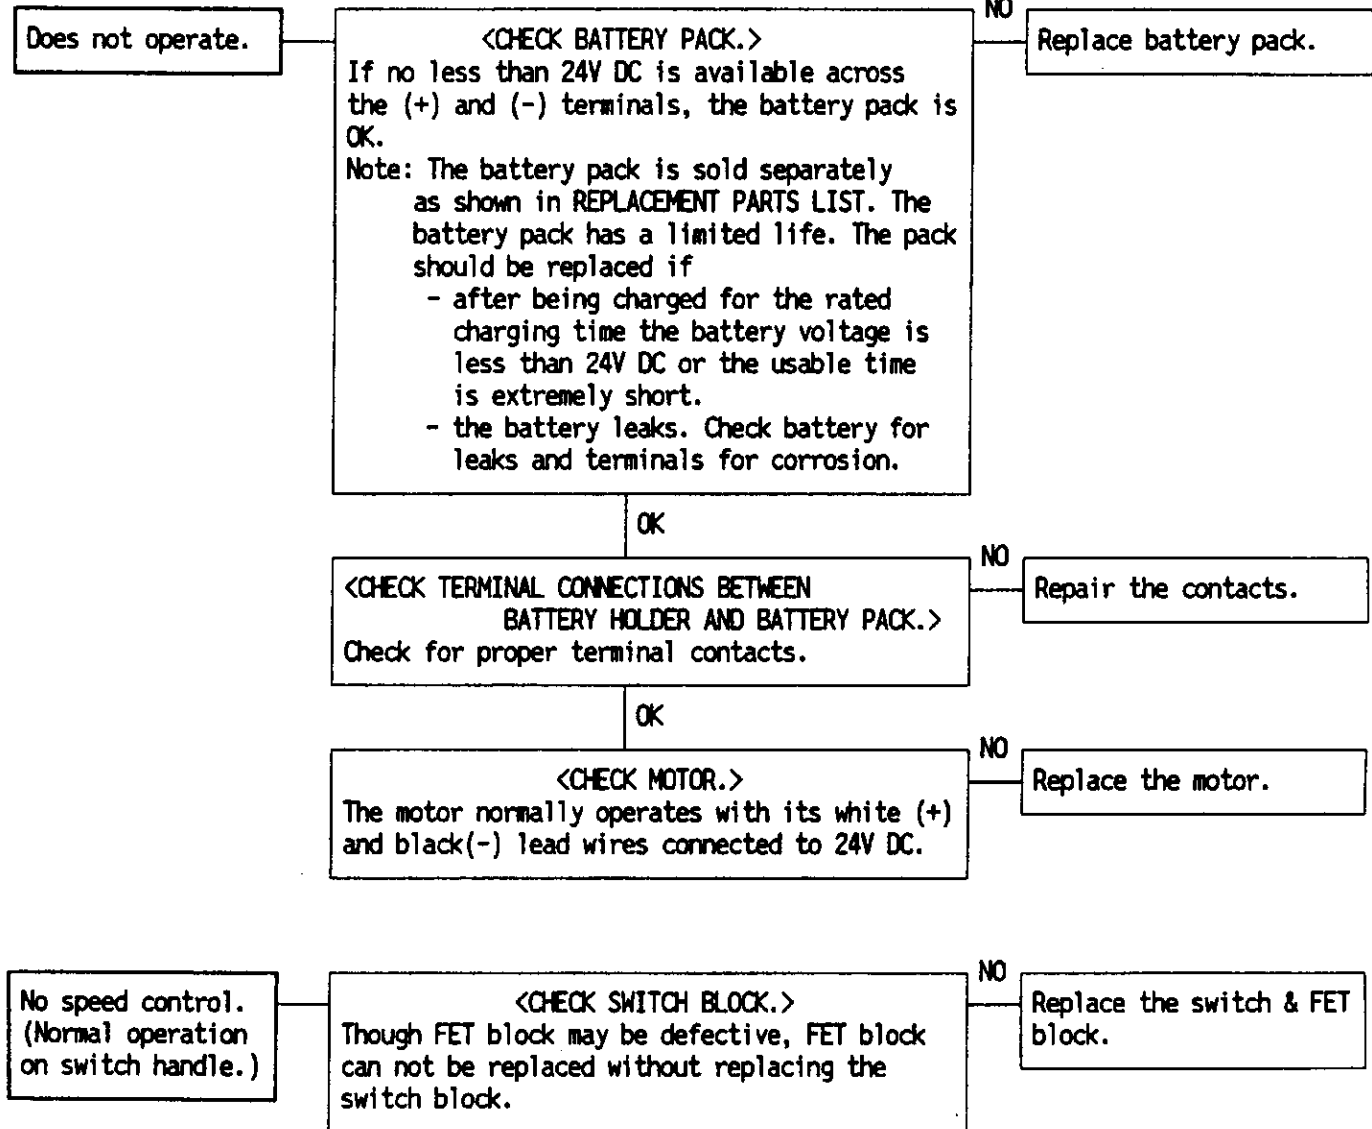 NO
Does not operate.
<CHECK BATTERY PACK.>
Replace battery pack.
If no less than 24V DC is available across
the (+) and (-) terminals, the battery pack is
OK.
Note: The battery pack is sold separately
as shown in REPLACEMENT PARTS LIST. The
battery pack has a limited life. The pack
should be replaced if
- after being charged for the rated
charging time the battery voltage is
less than 24V DC or the usable time
is extremely short.
- the battery leaks. Check battery for
leaks and terminals for corrosion.
OK
NO
<CHECK TERMINAL CONNECTIONS BETWEEN
BATTERY HOLDER AND BATTERY PACK.>
Check for proper terminal contacts.
Repair the contacts.
OK
NO
<CHECK MOTOR.>
The motor normally operates with its white (+)
and black(-) lead wires connected to 24V DC.
Replace the motor.
No speed control.
(Normal operation
on switch handle.)
NO
<CHECK SWITCH BLOCK.>
Though FET block may be defective, FET block
can not be replaced without replacing the
switch block.
Replace the switch & FET
block.